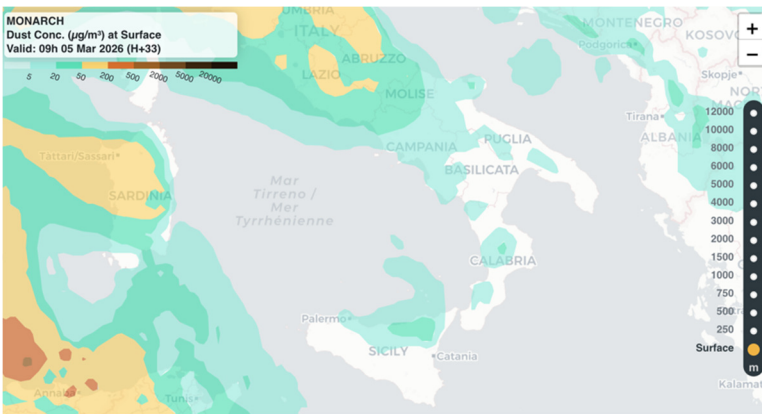 MONARCH
Dust Conc. (µg/m³) at Surface
Valid: 09h 05 Mar 2026 (H+33)
5 20 50 200 500 2000 5000 20000
UMBRIA
ITALY
ABRUZZO
LAZIO
MOLISE
CAMPANIA
PUGLIA
BASILICATA
MONTENEGRO
Podgorica
KOSOVO
Skopje
Tirana
ALBANIA
Tattari/Sassari
SARDINIA
Mar
Tirreno /
Mer
Tyrrhénienne
CALABRIA
Palermo
SICILY
Catania
Annaba
Tunis
+
−
12000
10000
8000
6000
5000
4000
3000
2000
1500
1000
750
500
250
Surface
m